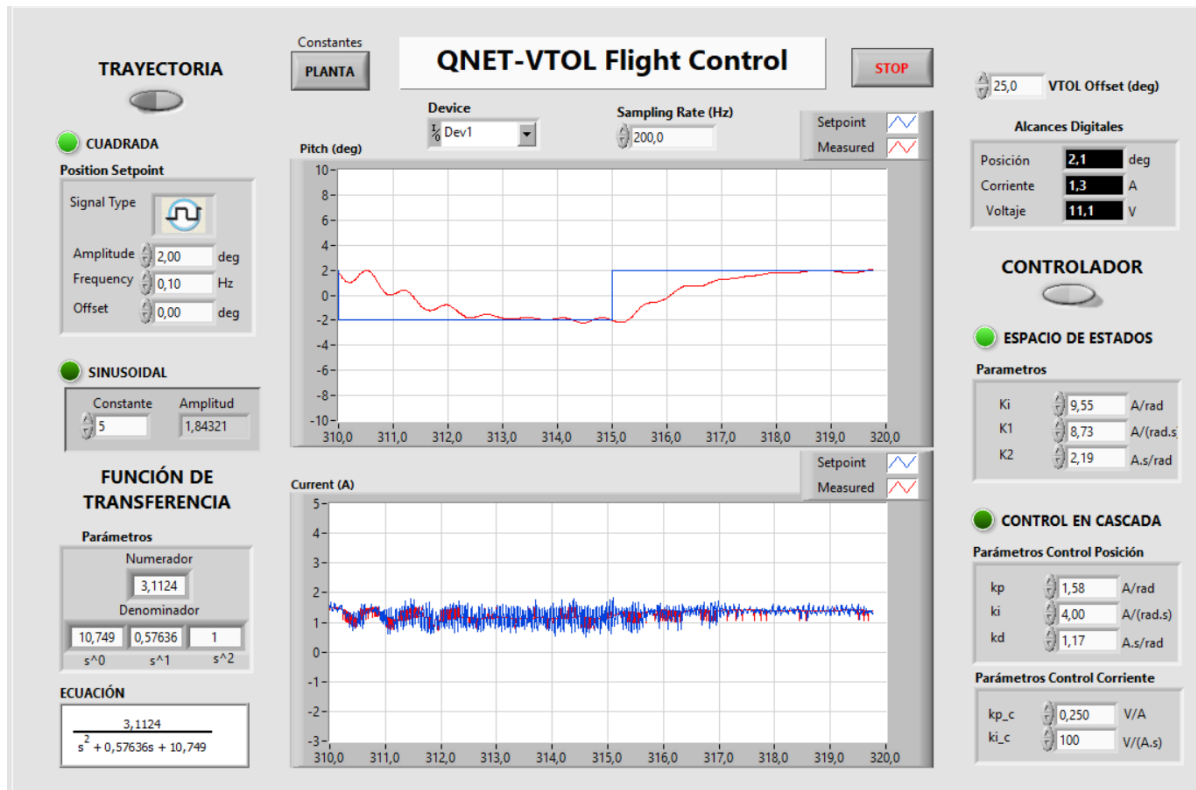 Constantes
PLANTA
QNET-VTOL Flight Control
STOP
TRAYECTORIA
CUADRADA
Position Setpoint
Signal Type
Amplitude 2,00 deg
Frequency 0,10 Hz
Offset 0,00 deg
SINUSOIDAL
Constante Amplitud
5 1,84321
FUNCIÓN DE
TRANSFERENCIA
Parámetros
Numerador
3,1124
Denominador
10,749 0,57636 1
s^0 s^1 s^2
ECUACIÓN
3,1124
s^2 + 0,57636s + 10,749
Device
I/O Dev1
Sampling Rate (Hz)
200,0
Setpoint
Measured
Pitch (deg)
10
8
6
4
2
0
-2
-4
-6
-8
-10
310,0 311,0 312,0 313,0 314,0 315,0 316,0 317,0 318,0 319,0 320,0
Setpoint
Measured
Current (A)
5
4
3
2
1
0
-1
-2
-3
310,0 311,0 312,0 313,0 314,0 315,0 316,0 317,0 318,0 319,0 320,0
25,0 VTOL Offset (deg)
Alcances Digitales
Posición 2,1 deg
Corriente 1,3 A
Voltaje 11,1 V
CONTROLADOR
ESPACIO DE ESTADOS
Parametros
Ki 9,55 A/rad
K1 8,73 A/(rad.s
K2 2,19 A.s/rad
CONTROL EN CASCADA
Parámetros Control Posición
kp 1,58 A/rad
ki 4,00 A/(rad.s)
kd 1,17 A.s/rad
Parámetros Control Corriente
kp_c 0,250 V/A
ki_c 100 V/(A.s)